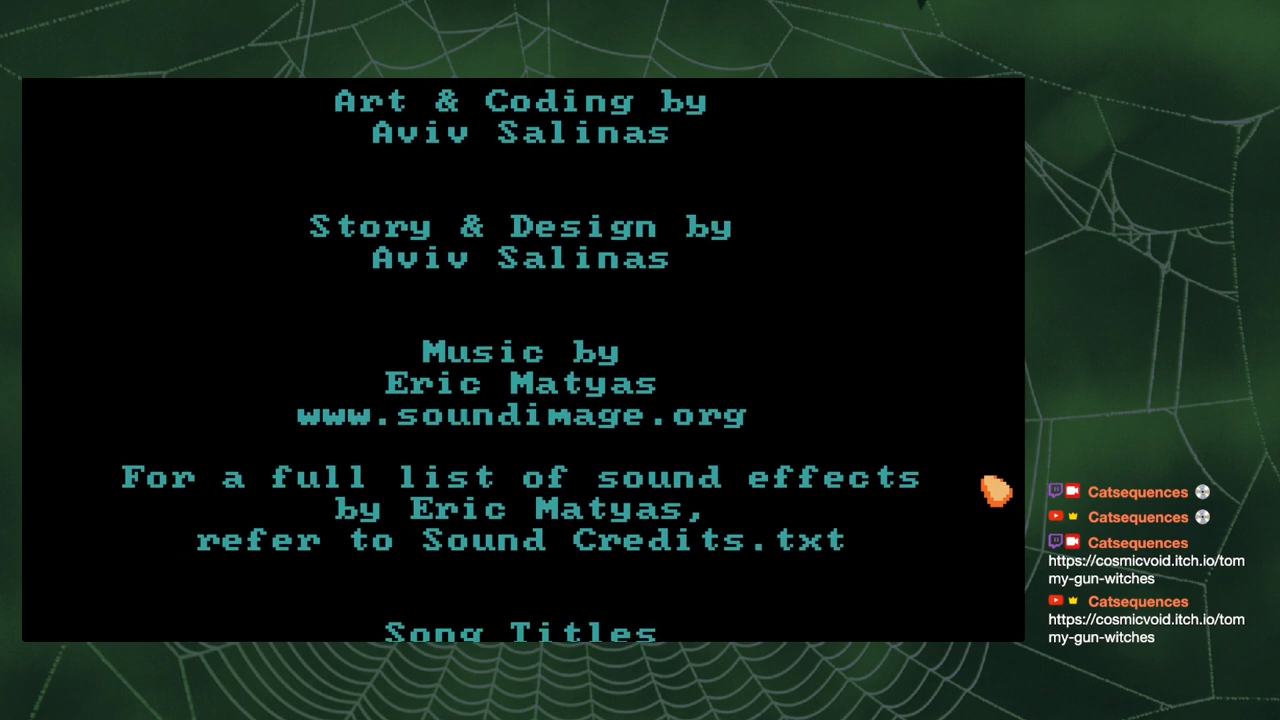 Art & Coding by
Aviv Salinas
Story & Design by
Aviv Salinas
Music by
Eric Matyas
www.soundimage.org
For a full list of sound effects
by Eric Matyas,
refer to Sound Credits.txt
Song Titles
Catsequences
Catsequences
Catsequences
https://cosmicvoid.itch.io/tom
my-gun-witches
Catsequences
https://cosmicvoid.itch.io/tom
my-gun-witches